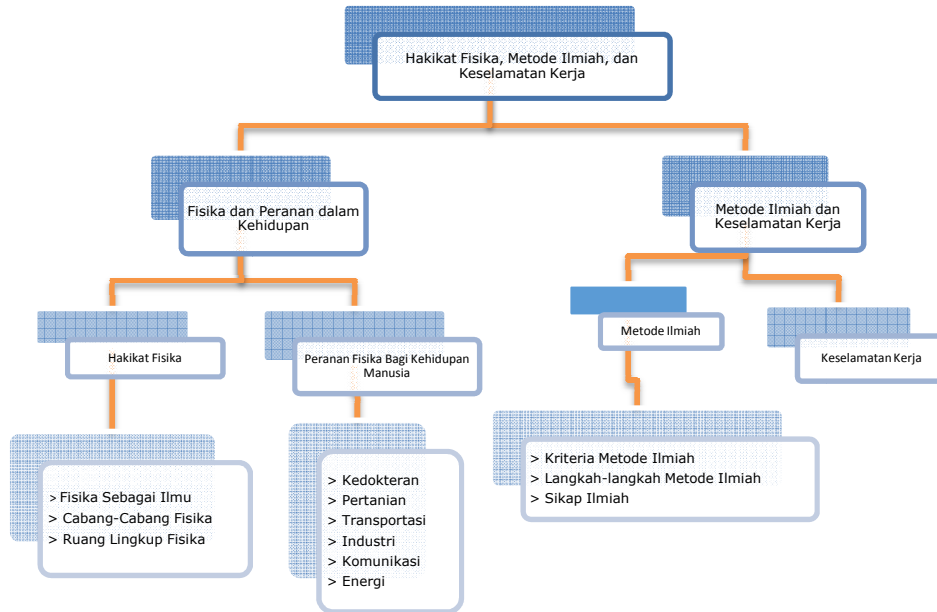 Hakikat Fisika, Metode Ilmiah, dan
Keselamatan Kerja
Fisika dan Peranan dalam
Kehidupan
Metode Ilmiah dan
Keselamatan Kerja
Hakikat Fisika
Peranan Fisika Bagi Kehidupan
Manusia
Metode Ilmiah
Keselamatan Kerja
> Fisika Sebagai Ilmu
> Cabang-Cabang Fisika
> Ruang Lingkup Fisika
> Kedokteran
> Pertanian
> Transportasi
> Industri
> Komunikasi
> Energi
> Kriteria Metode Ilmiah
> Langkah-langkah Metode Ilmiah
> Sikap Ilmiah